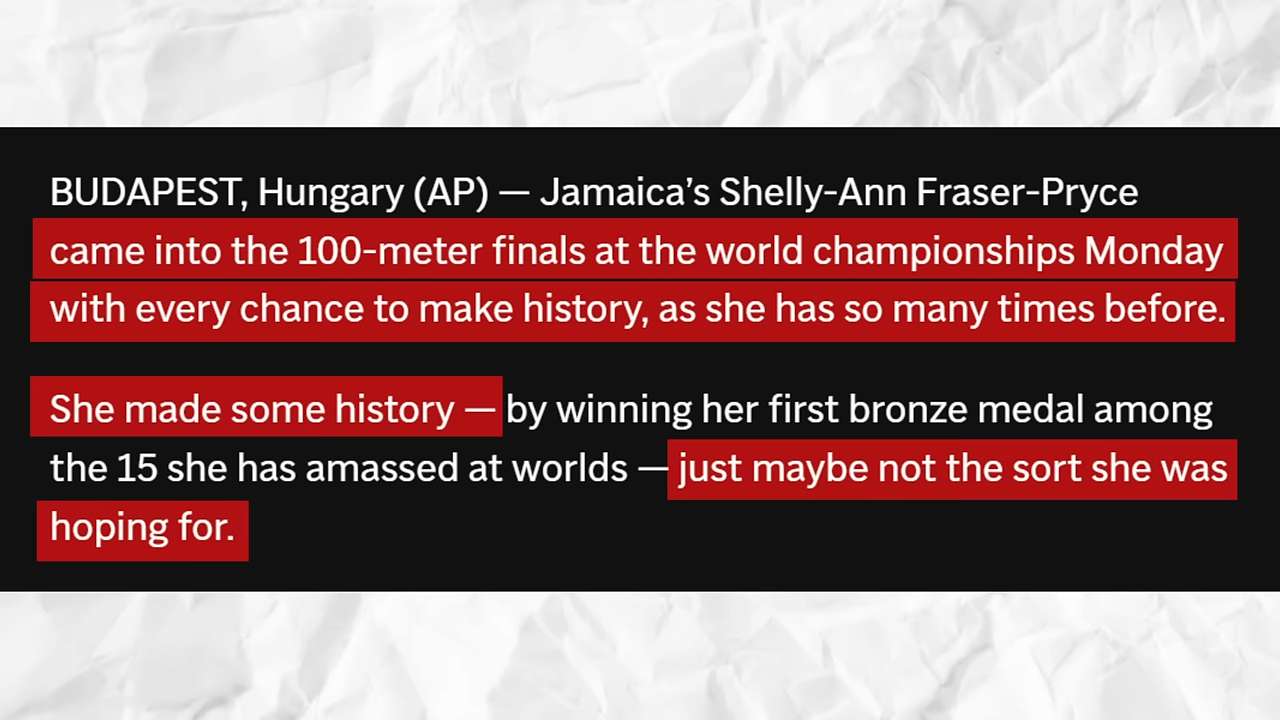 BUDAPEST, Hungary (AP) — Jamaica’s Shelly-Ann Fraser-Pryce
came into the 100-meter finals at the world championships Monday
with every chance to make history, as she has so many times before.
She made some history — by winning her first bronze medal among
the 15 she has amassed at worlds — just maybe not the sort she was
hoping for.